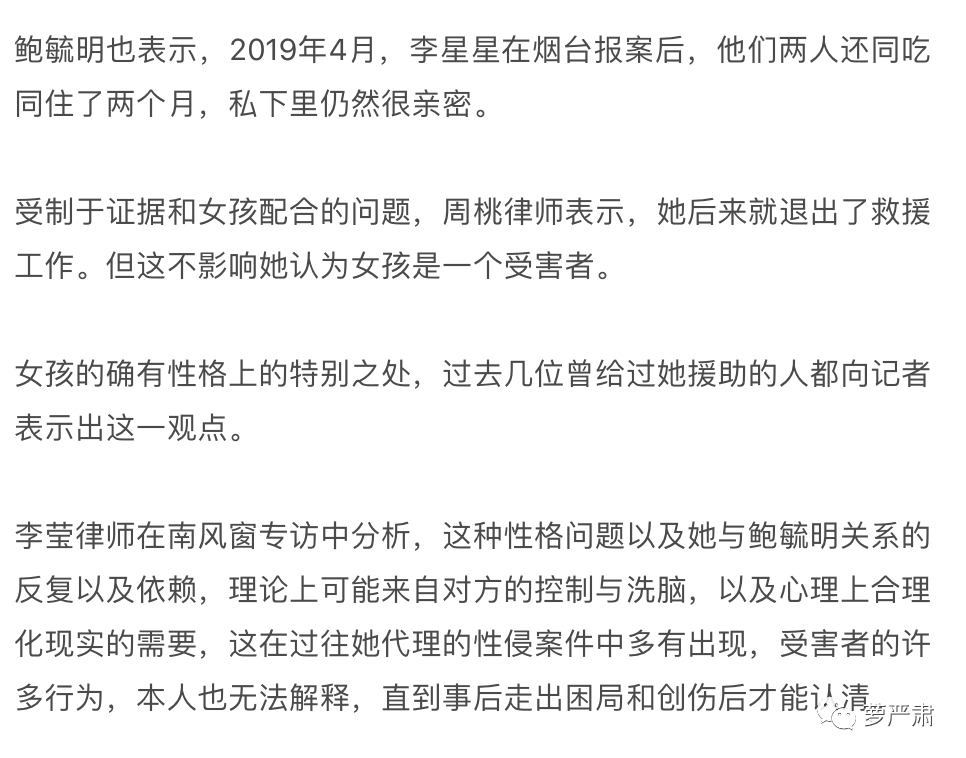 鲍毓明也表示，2019年4月，李星星在烟台报案后，他们两人还同吃
同住了两个月，私下里仍然很亲密。
受制于证据和女孩配合的问题，周桃律师表示，她后来就退出了救援
工作。但这不影响她认为女孩是一个受害者。
女孩的确有性格上的特别之处，过去几位曾给过她援助的人都向记者
表示出这一观点。
李莹律师在南风窗专访中分析，这种性格问题以及她与鲍毓明关系的
反复以及依赖，理论上可能来自对方的控制与洗脑，以及心理上合理
化现实的需要，这在过往她代理的性侵案件中多有出现，受害者的许
多行为，本人也无法解释，直到事后走出困局和创伤后才能认清
萝严肃